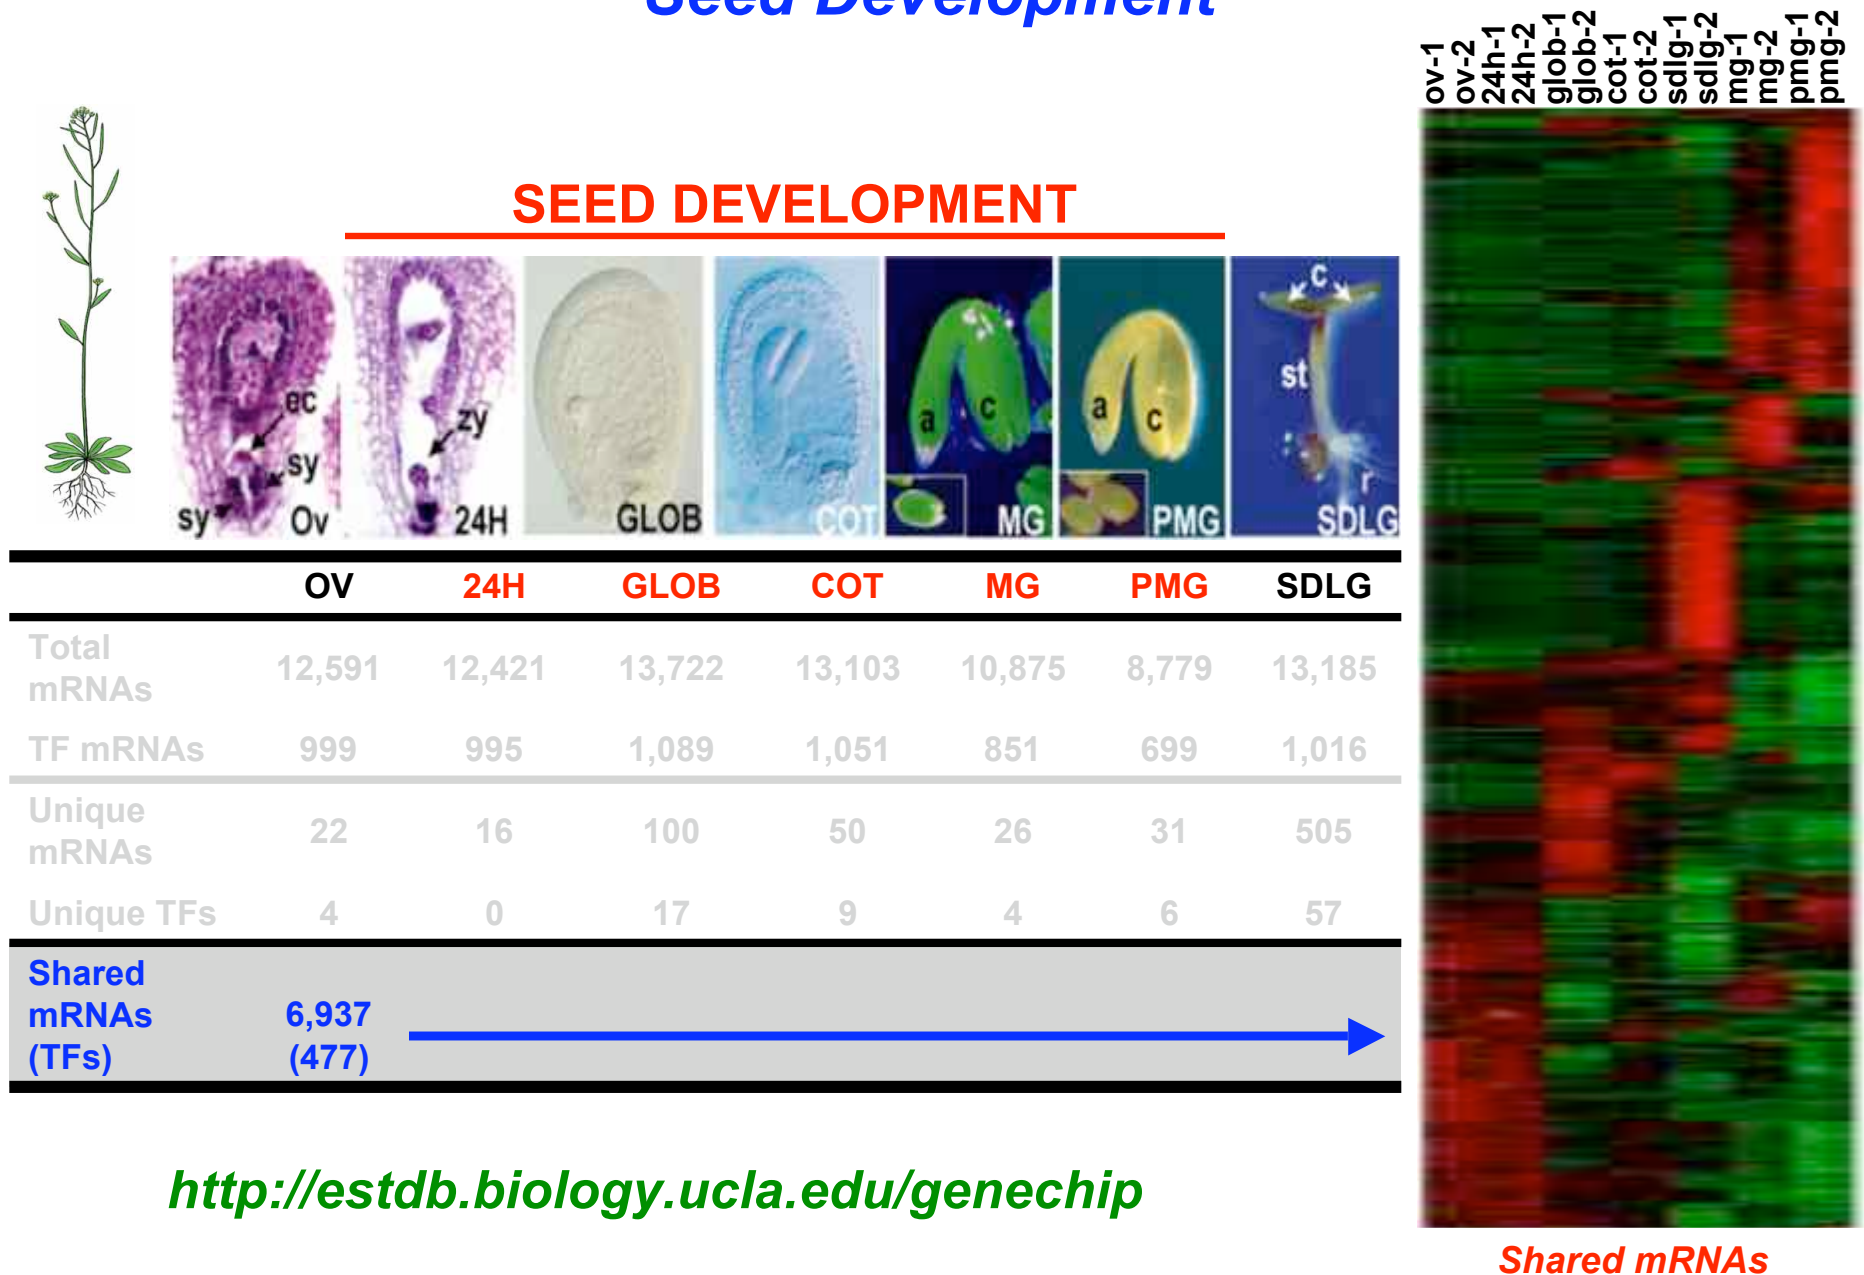 Seed Development
ov-1
ov-2
24h-1
24h-2
glob-1
glob-2
cot-1
cot-2
sdlg-1
sdlg-2
mg-1
mg-2
pmg-1
pmg-2
SEED DEVELOPMENT
ec
sy
sy
Ov
zy
24H
GLOB
COT
a
c
MG
a
c
PMG
c
st
r
SDLG
OV 24H GLOB COT MG PMG SDLG
Total
mRNAs 12,591 12,421 13,722 13,103 10,875 8,779 13,185
TF mRNAs 999 995 1,089 1,051 851 699 1,016
Unique
mRNAs 22 16 100 50 26 31 505
Unique TFs 4 0 17 9 4 6 57
Shared
mRNAs 6,937
(TFs) (477)
http://estdb.biology.ucla.edu/genechip
Shared mRNAs